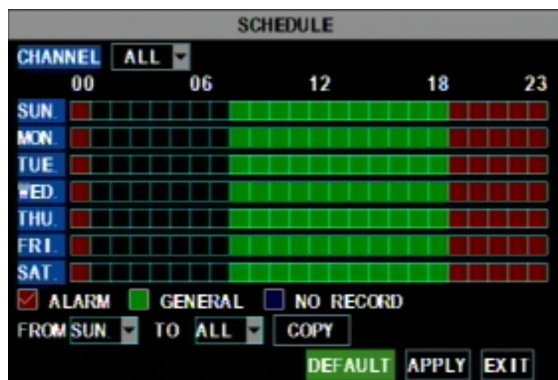 SCHEDULE
CHANNEL ALL
00 06 12 18 23
SUN.
MON.
TUE.
WED.
THU.
FRI.
SAT.
ALARM GENERAL NO RECORD
FROM SUN. TO ALL COPY
DEFAULT APPLY EXIT